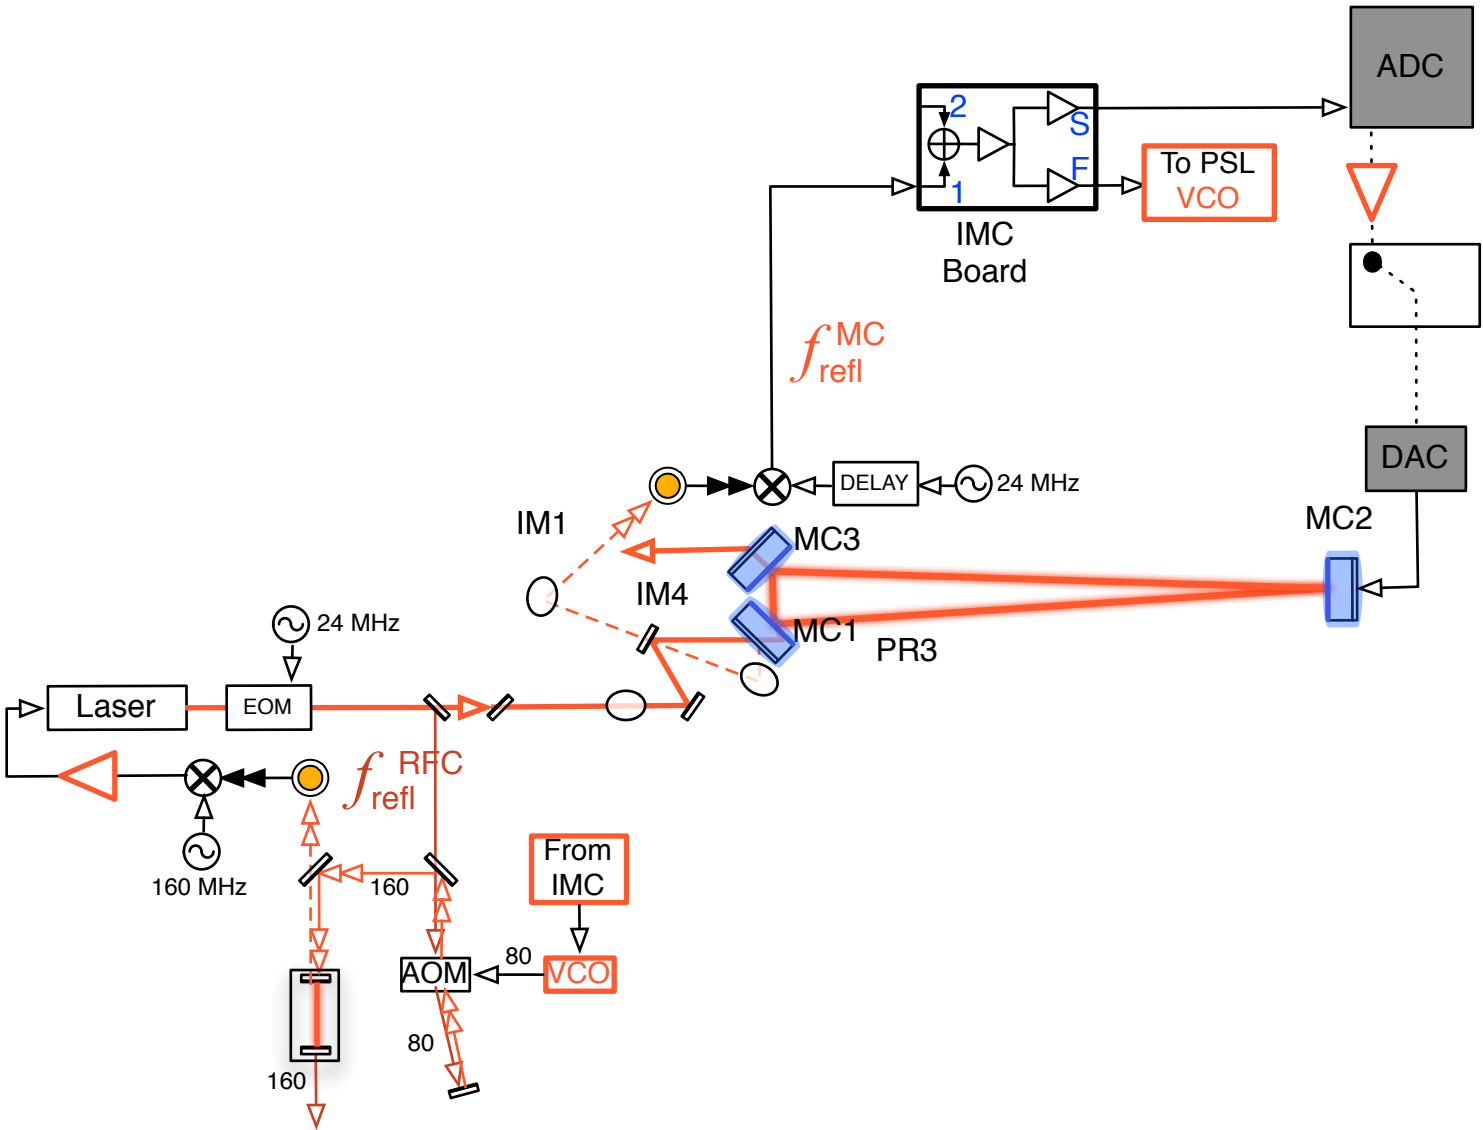 ADC
2
S
To PSL
F
VCO
1
IMC
Board
f MC
refl
DELAY
24 MHz
DAC
MC2
IM1
MC3
IM4
MC1
PR3
24 MHz
Laser
EOM
f RFC
refl
160 MHz
160
From
IMC
80
AOM
VCO
80
160